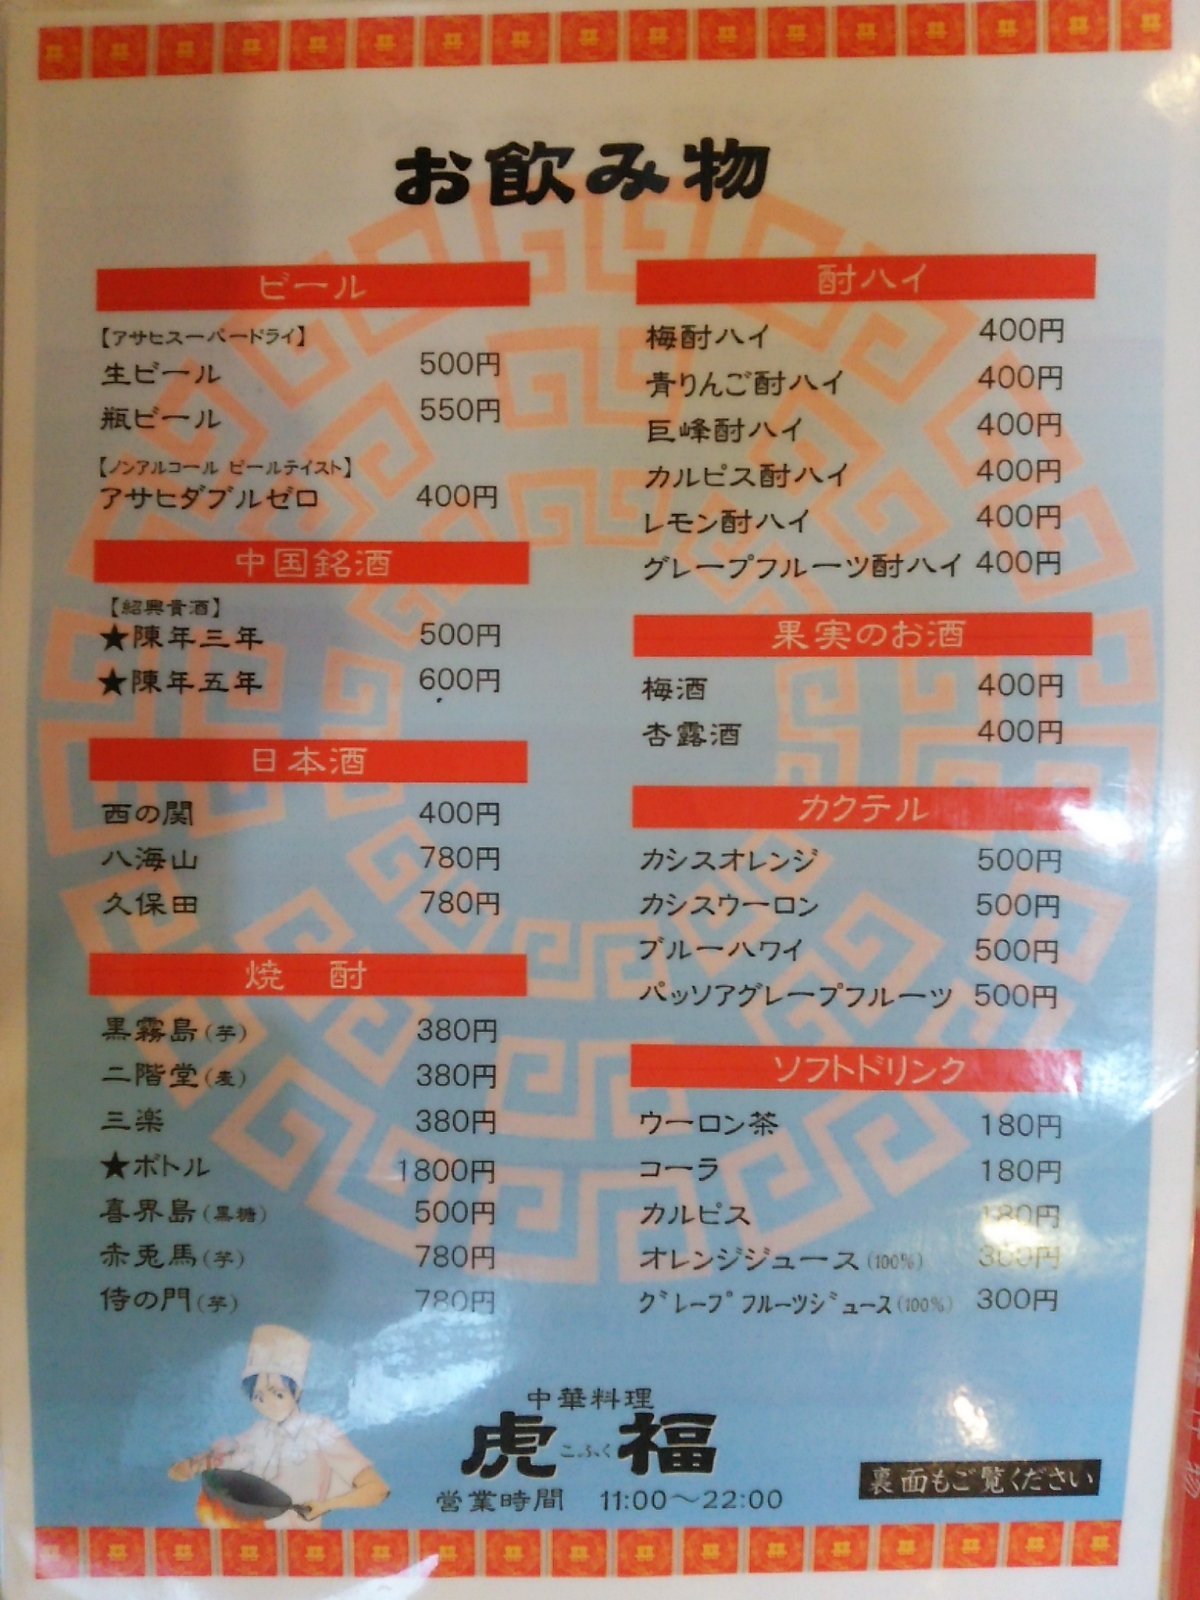 お飲み物
ビール
【アサヒスーパードライ】
生ビール 500円
瓶ビール 550円
【ノンアルコール ビールテイスト】
アサヒダブルゼロ 400円
中国銘酒
【紹興貴酒】
★陳年三年 500円
★陳年五年 600円
日本酒
西の関 400円
八海山 780円
久保田 780円
焼 酎
黒霧島(芋) 380円
二階堂(麦) 380円
三楽 380円
★ボトル 1800円
喜界島(黒糖) 500円
赤兎馬(芋) 780円
侍の門(芋) 780円
酎ハイ
梅酎ハイ 400円
青りんご酎ハイ 400円
巨峰酎ハイ 400円
カルピス酎ハイ 400円
レモン酎ハイ 400円
グレープフルーツ酎ハイ 400円
果実のお酒
梅酒 400円
杏露酒 400円
カクテル
カシスオレンジ 500円
カシスウーロン 500円
ブルーハワイ 500円
パッソアグレープフルーツ 500円
ソフトドリンク
ウーロン茶 180円
コーラ 180円
カルピス 180円
オレンジジュース(100%) 300円
グレープフルーツジュース(100%) 300円
中華料理
虎こふく福
営業時間 11:00～22:00
裏面もご覧ください